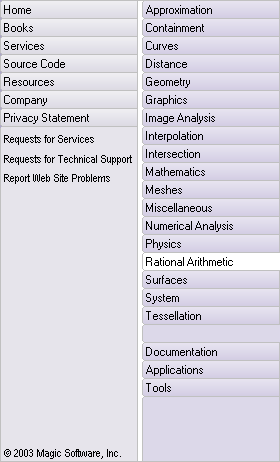 Home
Books
Services
Source Code
Resources
Company
Privacy Statement
Requests for Services
Requests for Technical Support
Report Web Site Problems
© 2003 Magic Software, Inc.
Approximation
Containment
Curves
Distance
Geometry
Graphics
Image Analysis
Interpolation
Intersection
Mathematics
Meshes
Miscellaneous
Numerical Analysis
Physics
Rational Arithmetic
Surfaces
System
Tessellation
Documentation
Applications
Tools